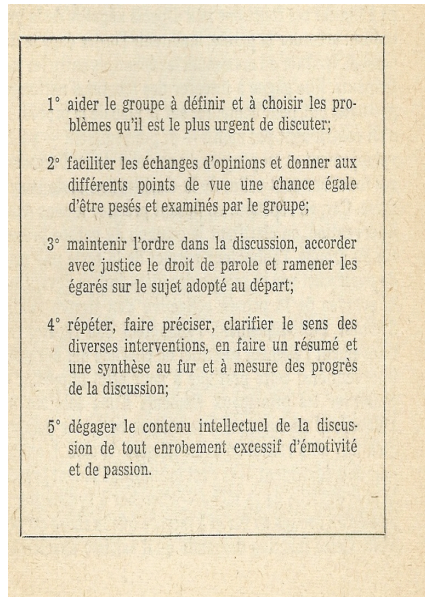 1° aider le groupe à définir et à choisir les pro-
blèmes qu'il est le plus urgent de discuter;
2° faciliter les échanges d'opinions et donner aux
différents points de vue une chance égale
d'être pesés et examinés par le groupe;
3° maintenir l'ordre dans la discussion, accorder
avec justice le droit de parole et ramener les
égarés sur le sujet adopté au départ;
4° répéter, faire préciser, clarifier le sens des
diverses interventions, en faire un résumé et
une synthèse au fur et à mesure des progrès
de la discussion;
5° dégager le contenu intellectuel de la discus-
sion de tout enrobement excessif d'émotivité
et de passion.